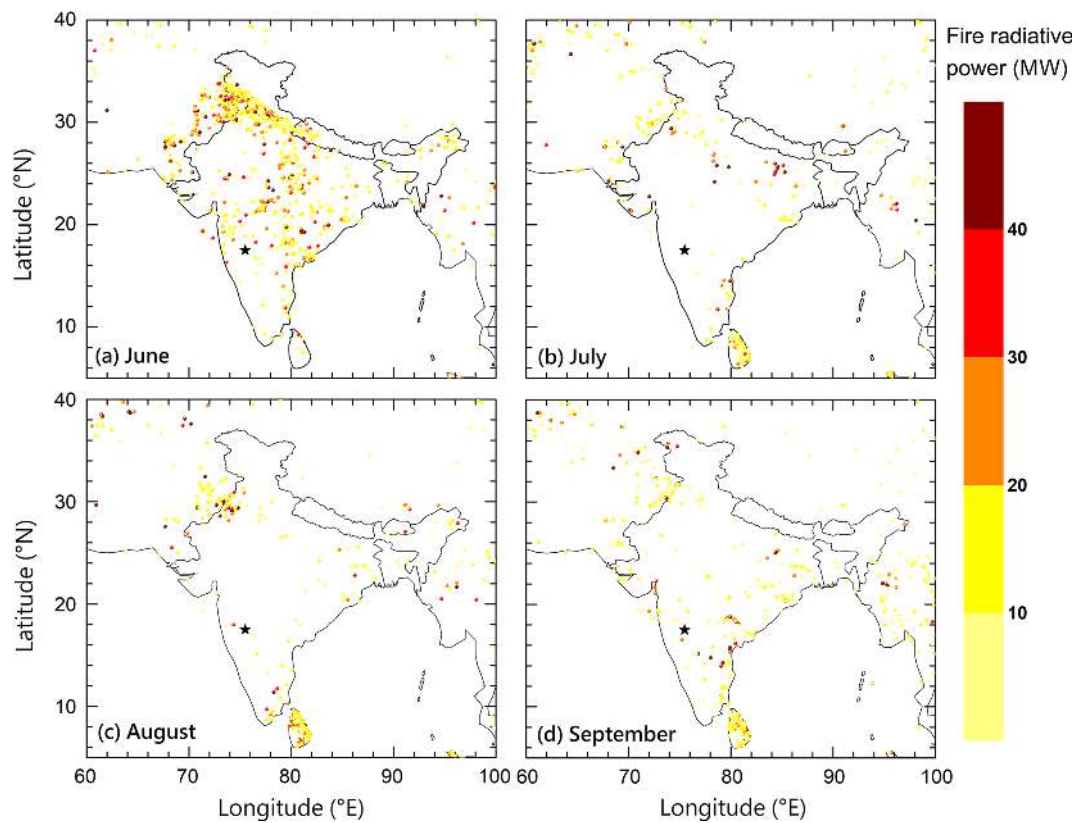 Fire radiative
power (MW)
40
30
20
10
Latitude (°N)
40
30
20
10
(a) June
(b) July
40
30
20
10
Latitude (°N)
(c) August
(d) September
60
70
80
90
100
60
70
80
90
100
Longitude (°E)
Longitude (°E)